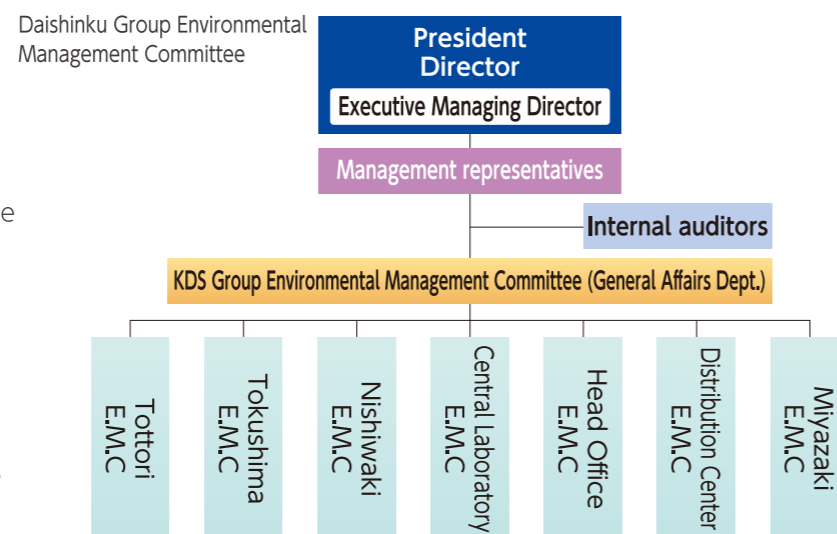 Daishinku Group Environmental
Management Committee
President
Director
Executive Managing Director
Management representatives
e
Internal auditors
KDS Group Environmental Management Committee (General Affairs Dept.)
Tottori
E.M.C
Tokushima
E.M.C
Nishiwaki
E.M.C
Central Laboratory
E.M.C
Head Office
E.M.C
Distribution Center
E.M.C
Miyazaki
E.M.C